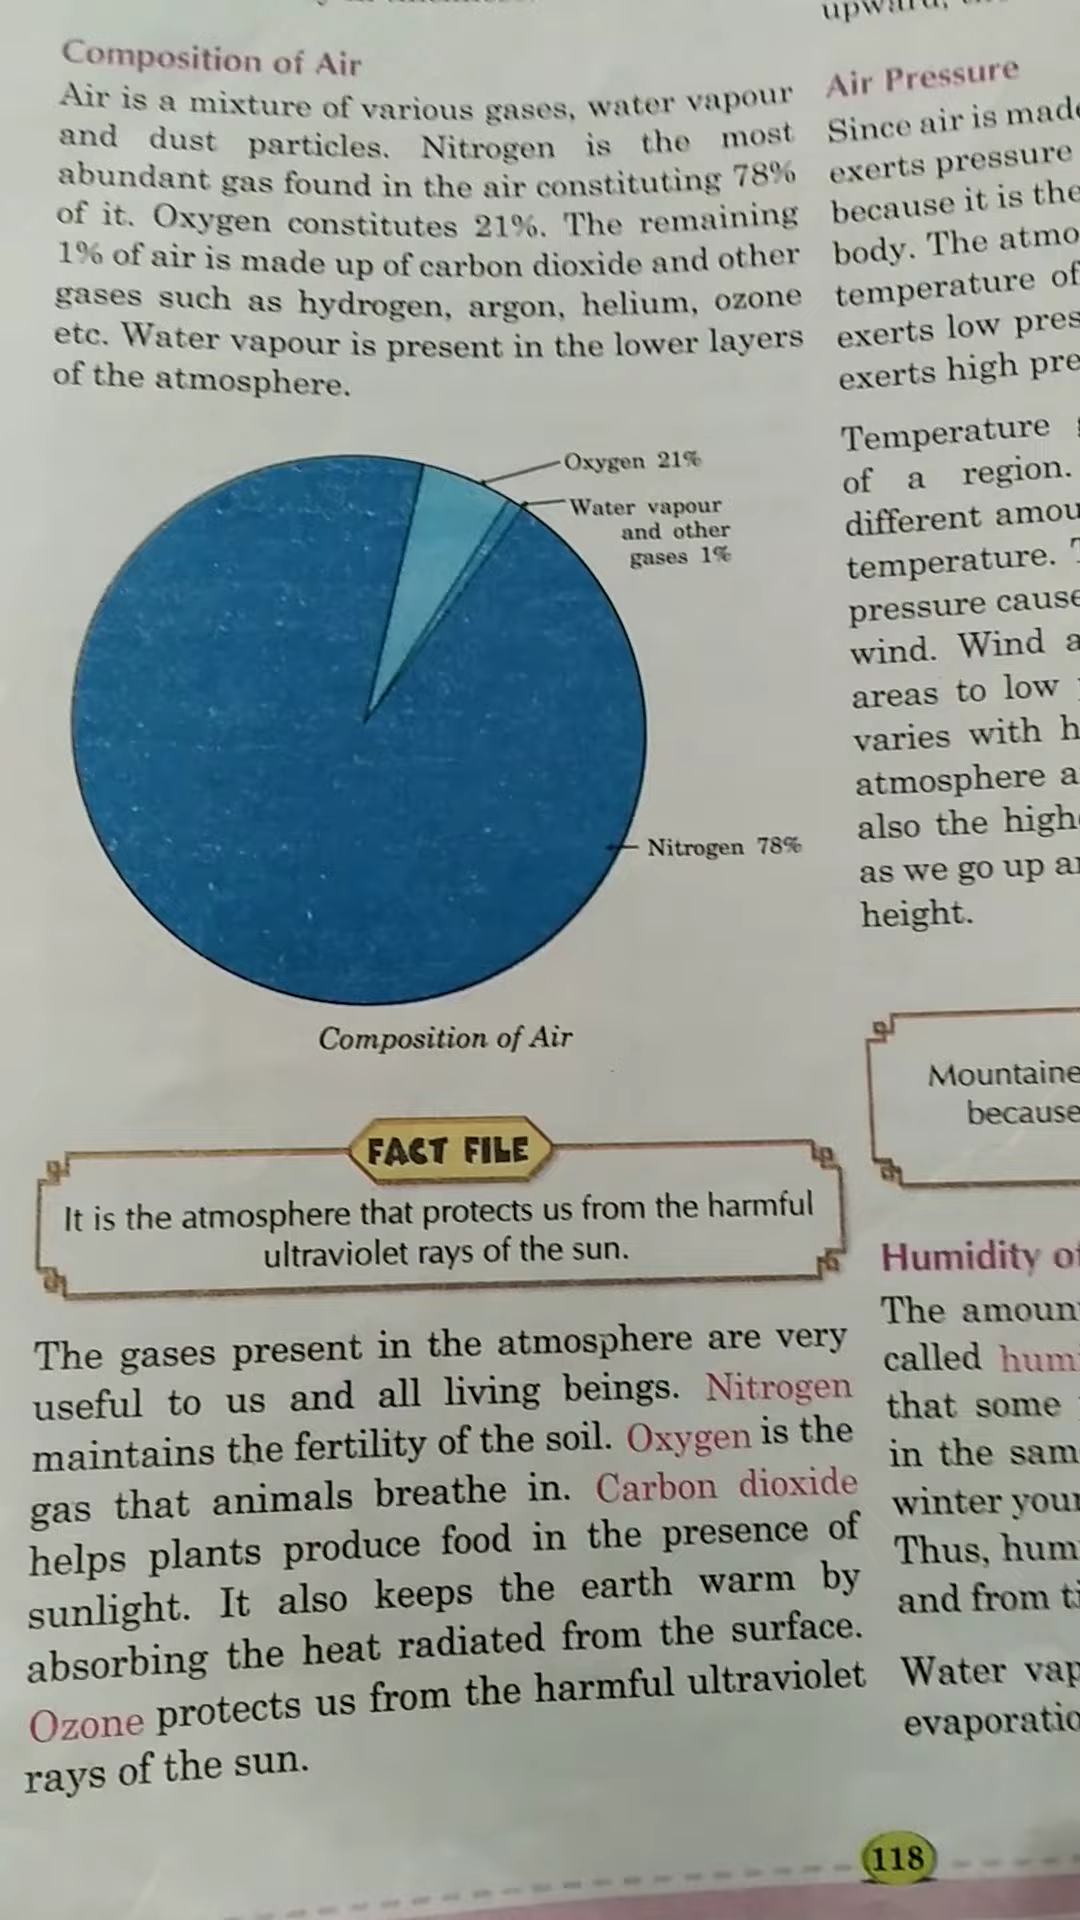 Composition of Air
Air is a mixture of various gases, water vapour
and dust particles. Nitrogen is the most
abundant gas found in the air constituting 78%
of it. Oxygen constitutes 21%. The remaining
1% of air is made up of carbon dioxide and other
gases such as hydrogen, argon, helium, ozone
etc. Water vapour is present in the lower layers
of the atmosphere.
Oxygen 21%
Water vapour
and other
gases 1%
Nitrogen 78%
Composition of Air
FACT FILE
It is the atmosphere that protects us from the harmful
ultraviolet rays of the sun.
The gases present in the atmosphere are very
useful to us and all living beings. Nitrogen
maintains the fertility of the soil. Oxygen is the
gas that animals breathe in. Carbon dioxide
helps plants produce food in the presence of
sunlight. It also keeps the earth warm by
absorbing the heat radiated from the surface.
Ozone protects us from the harmful ultraviolet
rays of the sun.
upward,
Air Pressure
Since air is made
exerts pressure
because it is the
body. The atmo
temperature of
exerts low pres
exerts high pre
Temperature
of a region.
different amou
temperature.
pressure cause
wind. Wind a
areas to low
varies with h
atmosphere a
also the high
as we go up a
height.
Mountaine
because
Humidity of
The amoun
called humi
that some
in the sam
winter your
Thus, hum
and from ti
Water vap
evaporatio
118